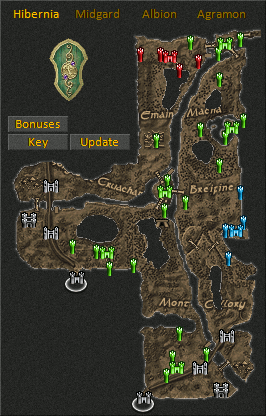 Hibernia Midgard Albion Agramon
Bonuses
Key Update
Emain Macha
Cruachan
Breifine
Mount Collory